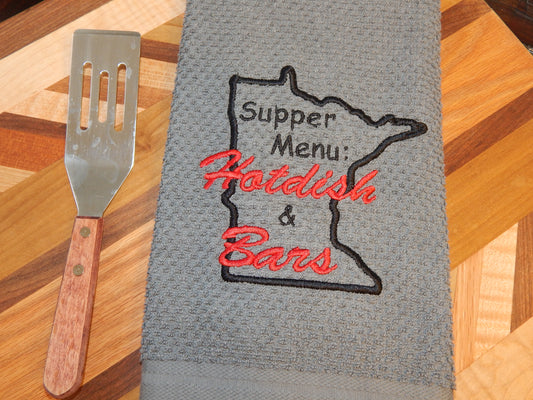 Supper
Menu:
Hotdish
&
Bars